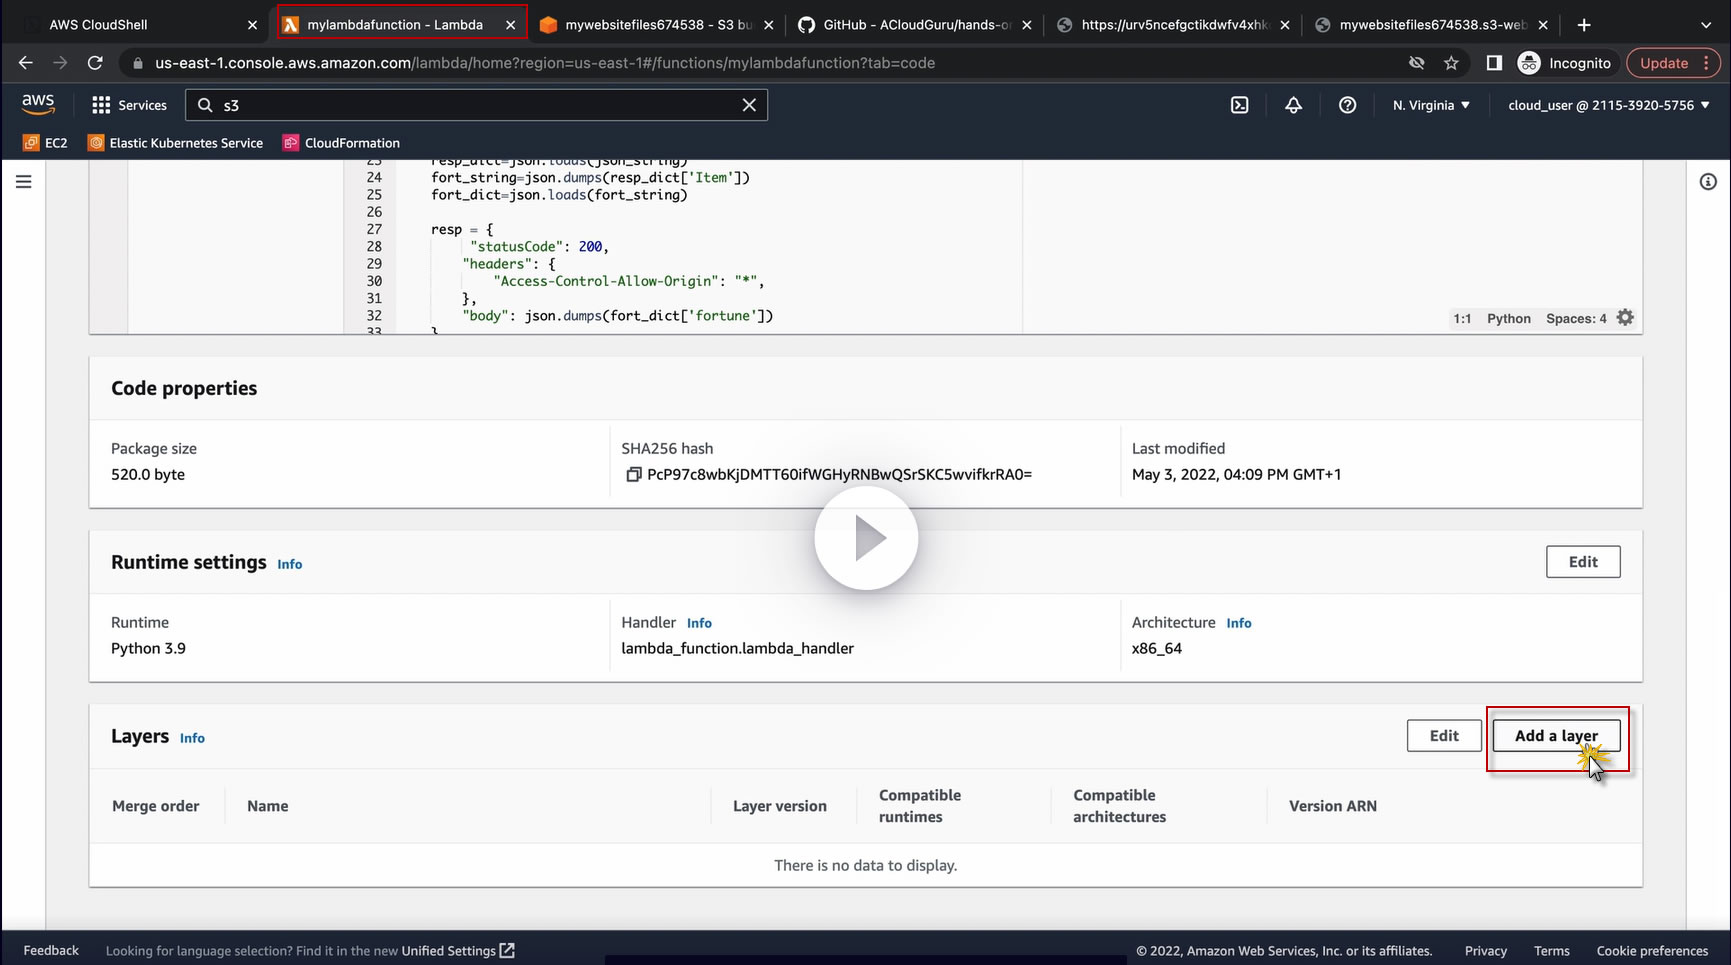 AWS CloudShell
mylambdafunction - Lambda
mywebsitefiles674538 - S3 bu
GitHub - ACloudGuru/hands-o
https://urv5ncefgctikdwfv4xhk
mywebsitefiles674538.s3-web
us-east-1.console.aws.amazon.com/lambda/home?region=us-east-1#/functions/mylambdafunction?tab=code
Incognito
Update
aws
Services
s3
N. Virginia
cloud_user @ 2115-3920-5756
EC2
Elastic Kubernetes Service
CloudFormation
23 resp_dict=json.loads(json_string)
24 fort_string=json.dumps(resp_dict['Item'])
25 fort_dict=json.loads(fort_string)
26
27 resp = {
28 "statusCode": 200,
29 "headers": {
30 "Access-Control-Allow-Origin": "*",
31 },
32 "body": json.dumps(fort_dict['fortune'])
33 }
1:1 Python Spaces: 4
Code properties
Package size
520.0 byte
SHA256 hash
PcP97c8wbKjDMTT60ifWGHyRNBwQSrSKC5wvifkrRA0=
Last modified
May 3, 2022, 04:09 PM GMT+1
Runtime settings Info
Edit
Runtime
Python 3.9
Handler Info
lambda_function.lambda_handler
Architecture Info
x86_64
Layers Info
Edit
Add a layer
Merge order
Name
Layer version
Compatible
runtimes
Compatible
architectures
Version ARN
There is no data to display.
Feedback
Looking for language selection? Find it in the new Unified Settings
© 2022, Amazon Web Services, Inc. or its affiliates.
Privacy
Terms
Cookie preferences